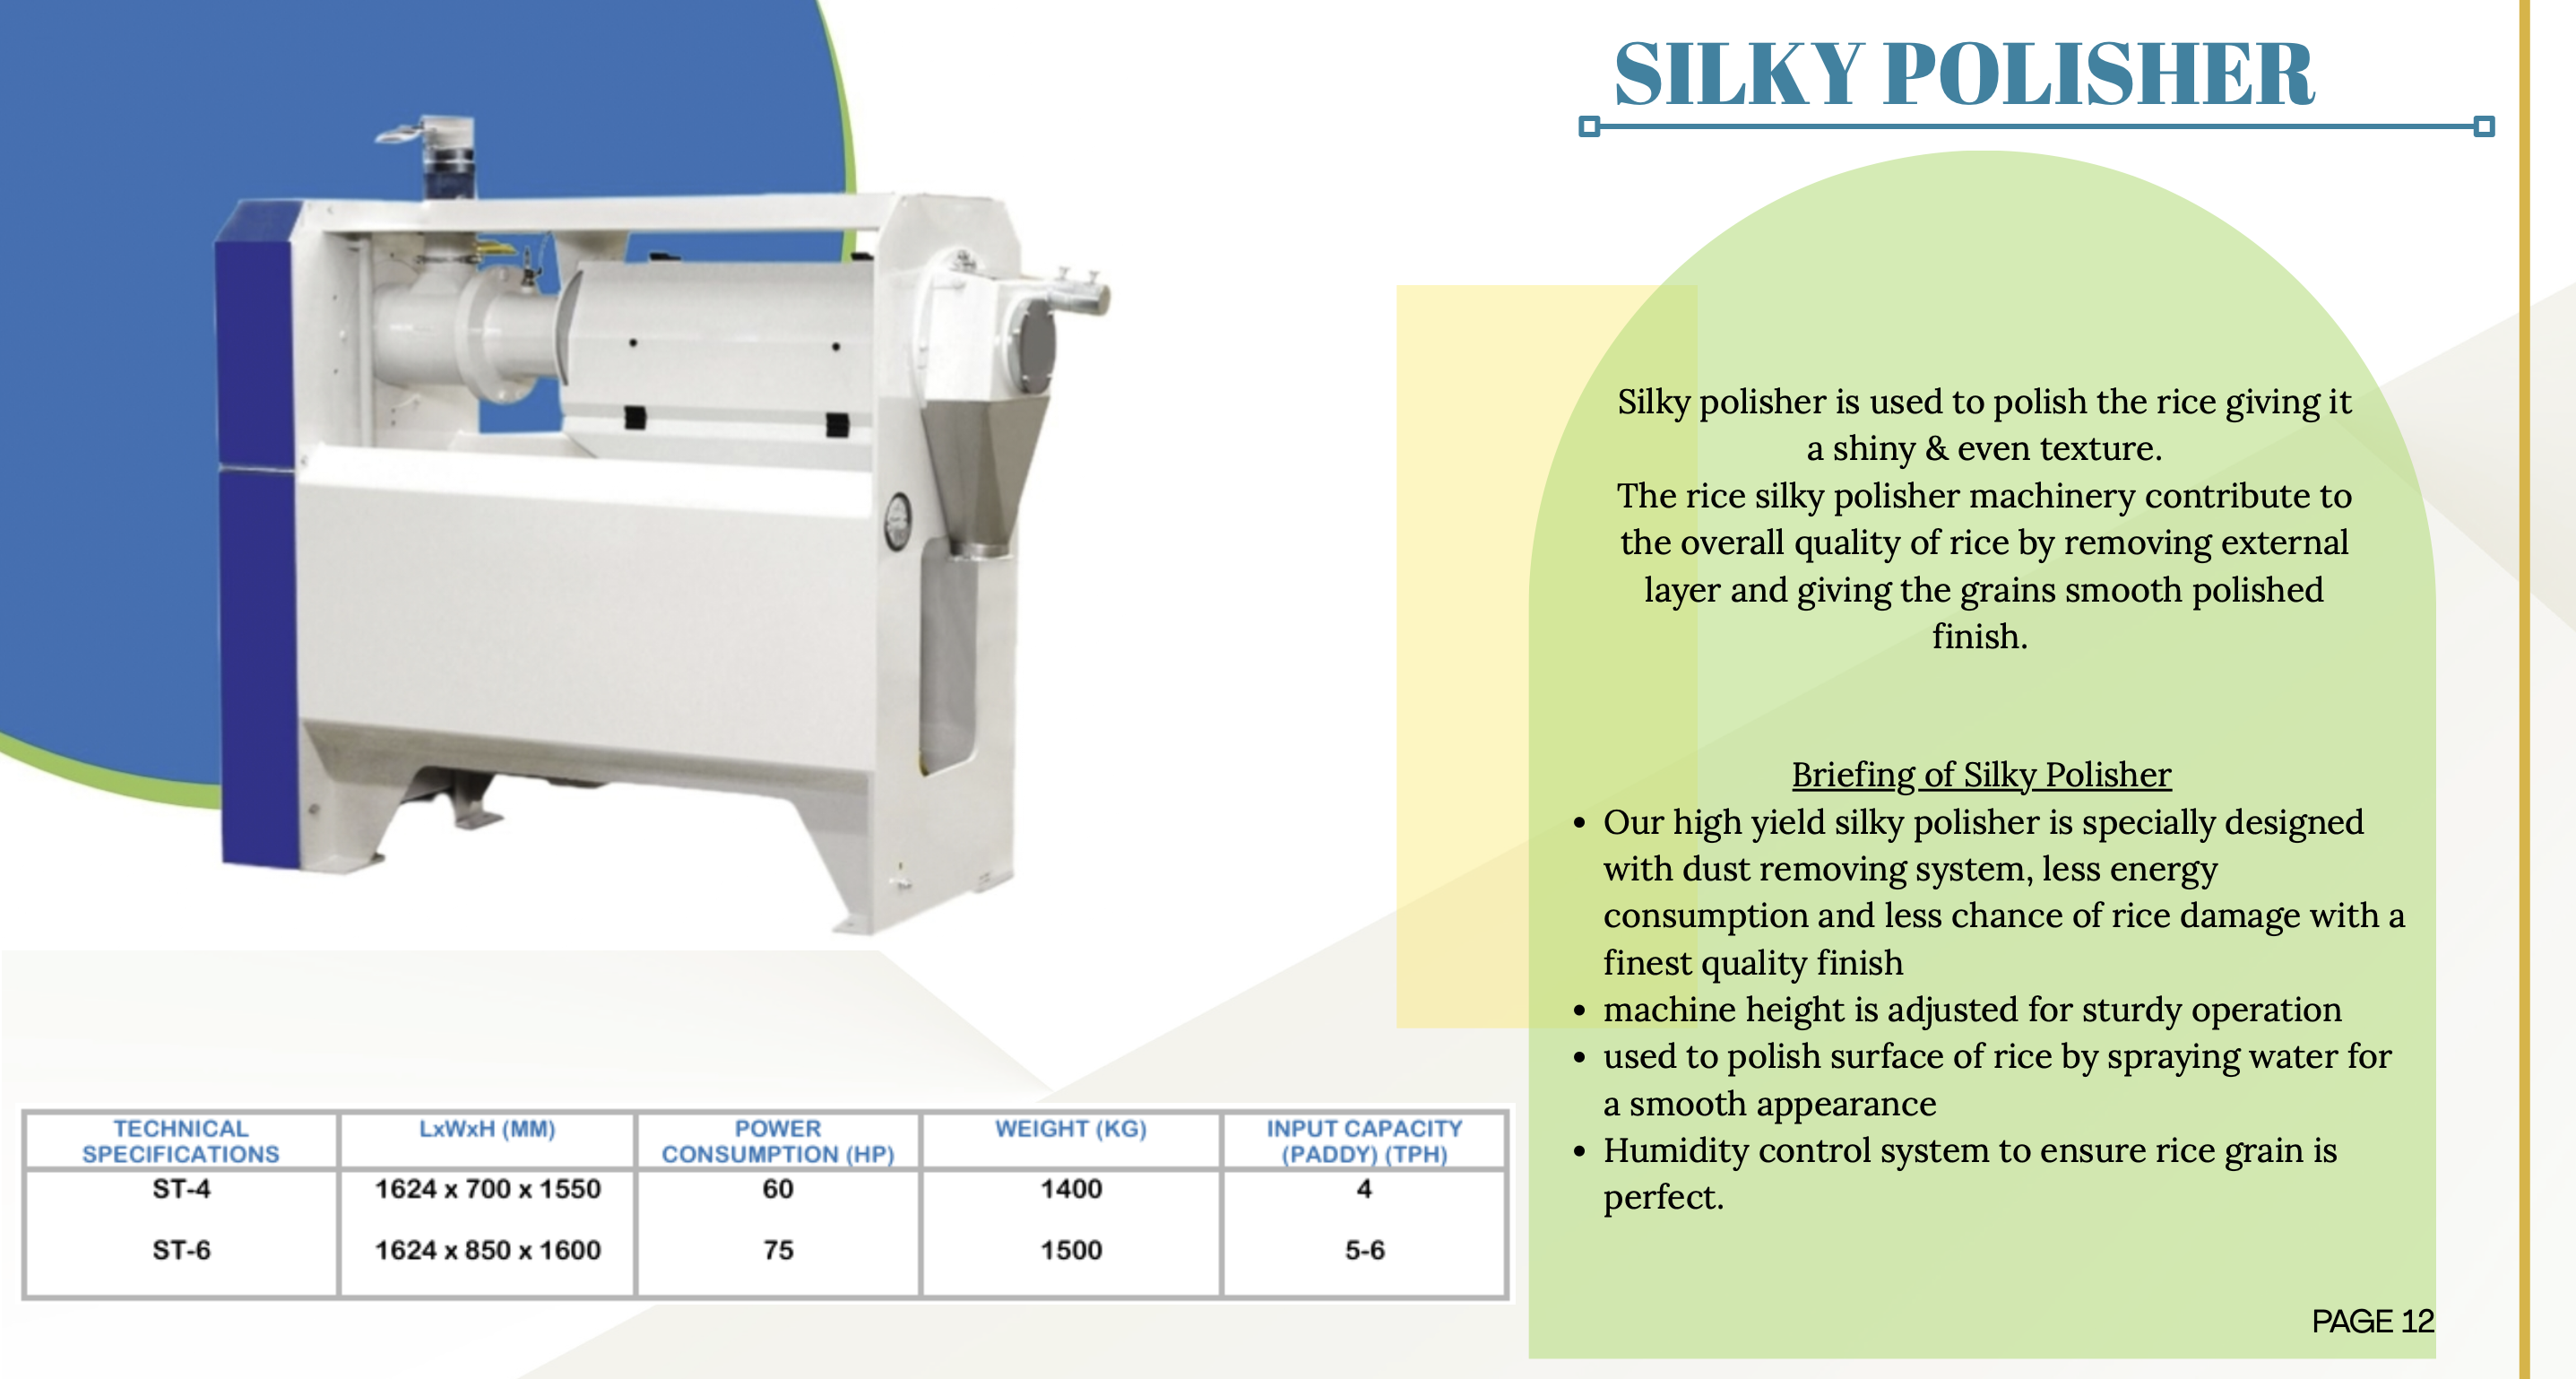 SILKY POLISHER
Silky polisher is used to polish the rice giving it
a shiny & even texture.
The rice silky polisher machinery contribute to
the overall quality of rice by removing external
layer and giving the grains smooth polished
finish.
Briefing of Silky Polisher
• Our high yield silky polisher is specially designed
with dust removing system, less energy
consumption and less chance of rice damage with a
finest quality finish
• machine height is adjusted for sturdy operation
• used to polish surface of rice by spraying water for
a smooth appearance
• Humidity control system to ensure rice grain is
perfect.
TECHNICAL SPECIFICATIONS | LxWxH (MM) | POWER CONSUMPTION (HP) | WEIGHT (KG) | INPUT CAPACITY (PADDY) (TPH)
ST-4 | 1624 x 700 x 1550 | 60 | 1400 | 4
ST-6 | 1624 x 850 x 1600 | 75 | 1500 | 5-6
PAGE 12